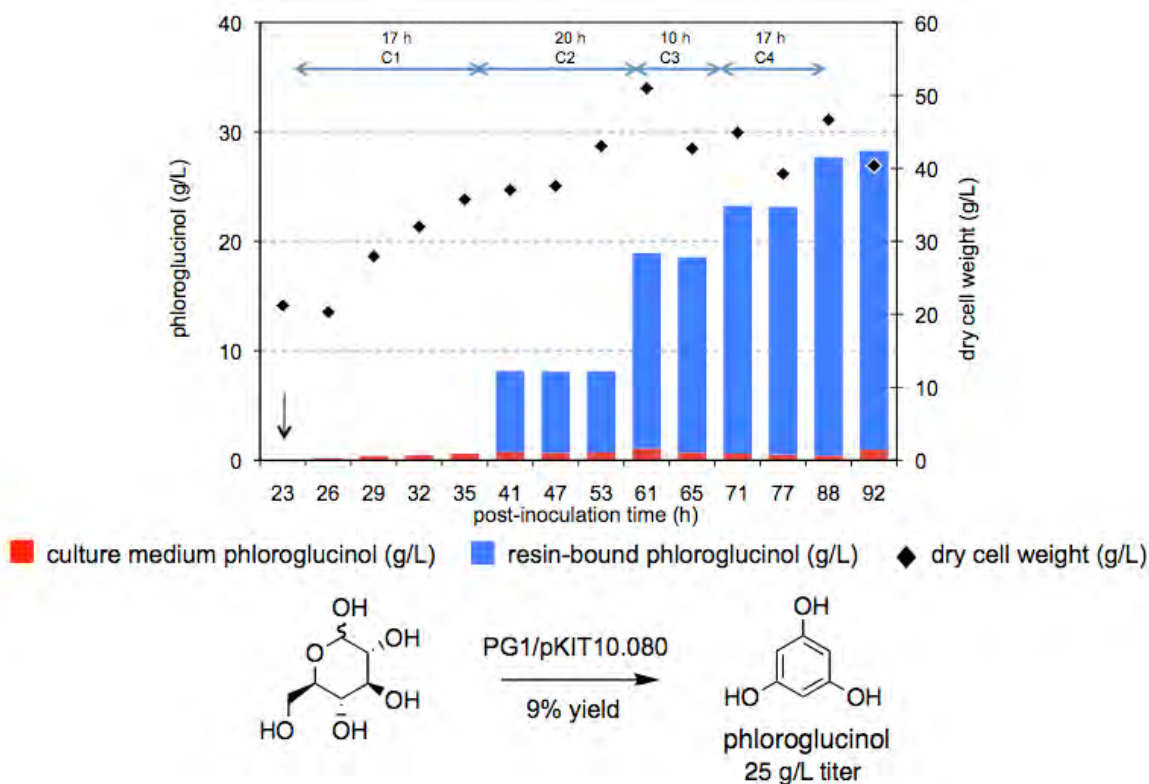 40
30
20
10
0
phloroglucinol (g/L)
17 h
C1
20 h
C2
10 h
C3
17 h
C4
60
50
40
30
20
10
0
dry cell weight (g/L)
23 26 29 32 35 41 47 53 61 65 71 77 88 92
post-inoculation time (h)
culture medium phloroglucinol (g/L) resin-bound phloroglucinol (g/L) dry cell weight (g/L)
OH
O
OH
OH
OH
HO
PG1/pKIT10.080
9% yield
OH
HO
OH
phloroglucinol
25 g/L titer